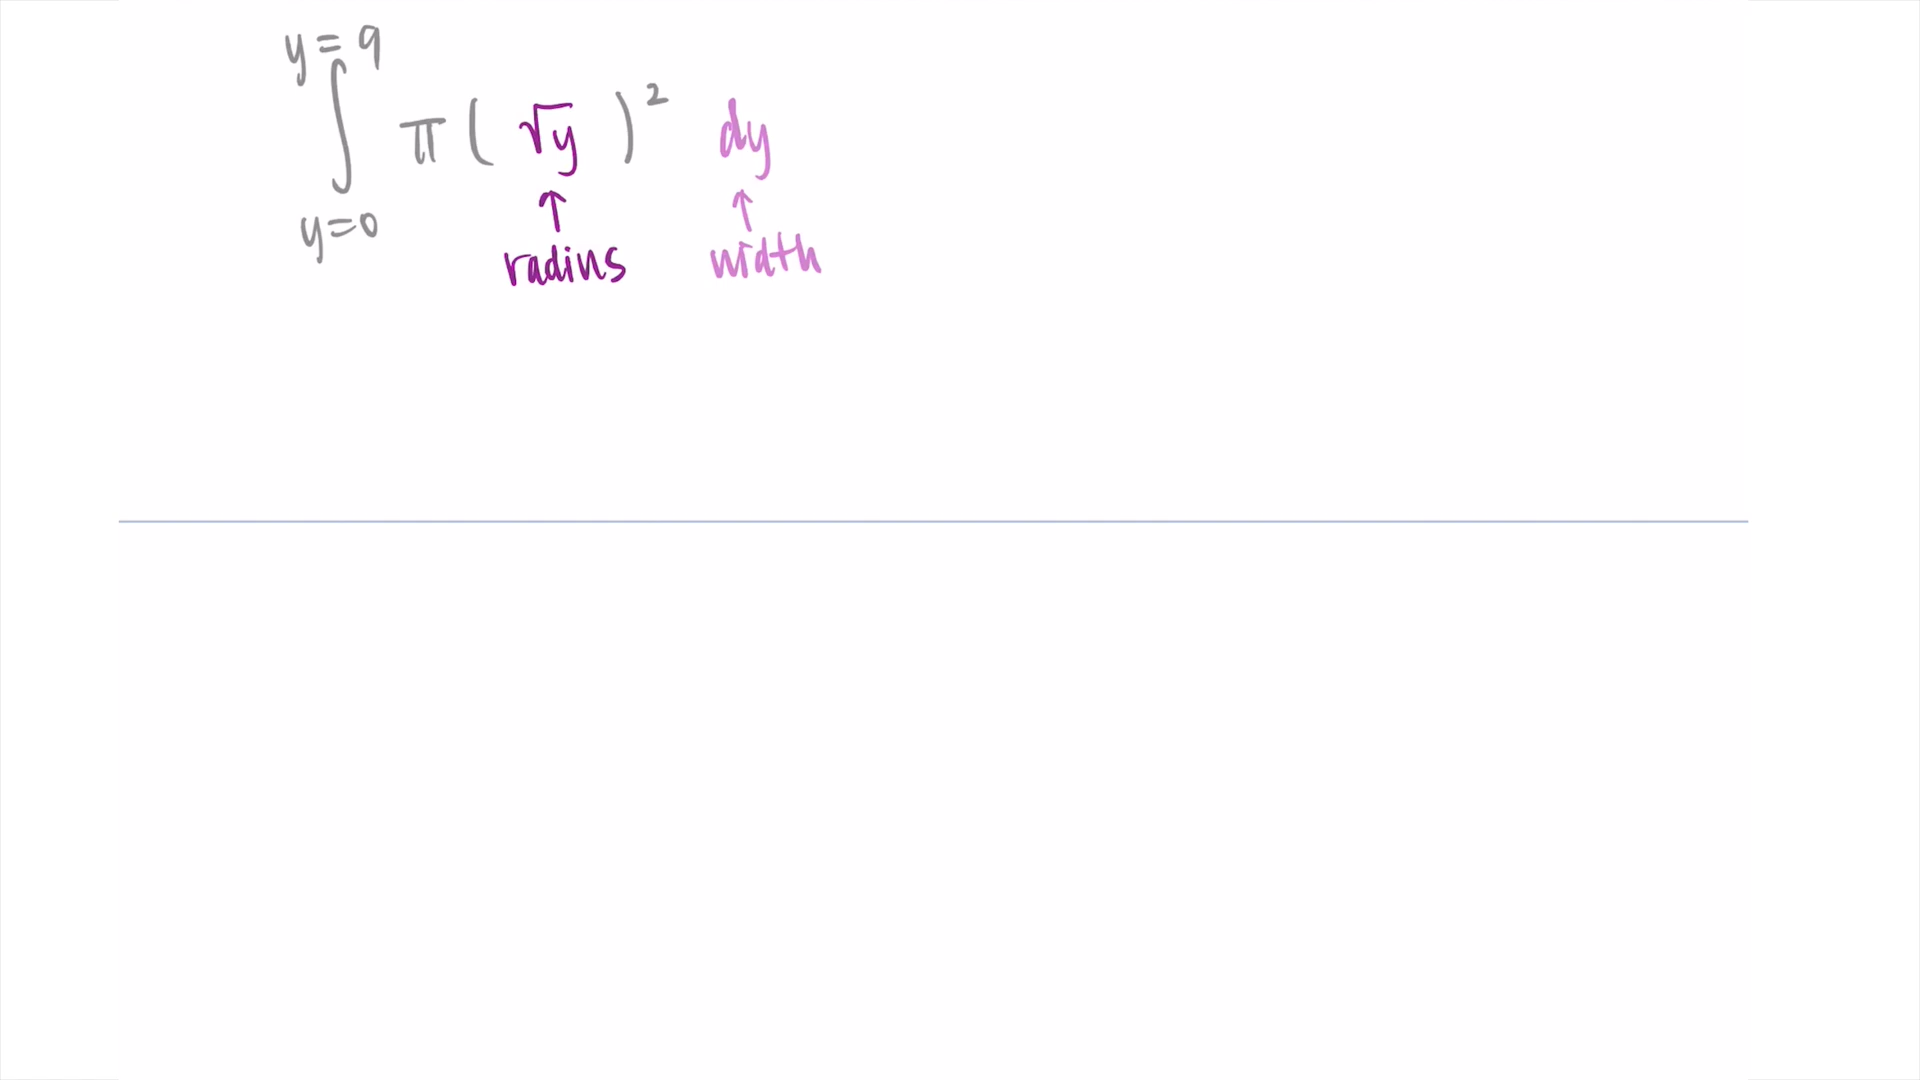 y = 9
∫ π ( √y )² dy
y=0
↑ ↑
radius width